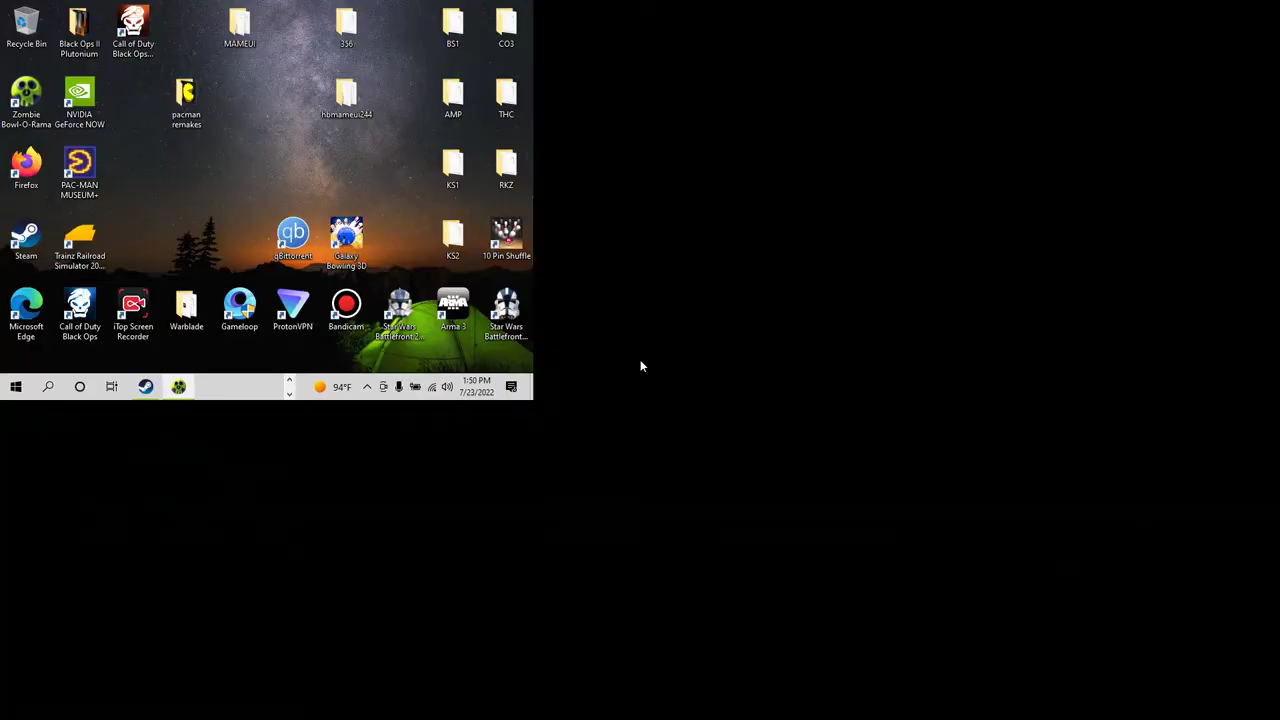 Recycle Bin
Black Ops II
Plutonium
Call of Duty
Black Ops...
MAMEUI
356
BS1
CO3
Zombie
Bowl-O-Rama
NVIDIA
GeForce NOW
pacman
remakes
hbmameui244
AMP
THC
Firefox
PAC-MAN
MUSEUM+
KS1
RKZ
Steam
Trainz Railroad
Simulator 20...
qb
qBittorrent
Galaxy
Bowling 3D
KS2
10 Pin Shuffle
Microsoft
Edge
Call of Duty
Black Ops
iTop Screen
Recorder
Warblade
Gameloop
ProtonVPN
Bandicam
Star Wars
Battlefront 2...
ARMA
Arma 3
Star Wars
Battlefront...
94°F
1:50 PM
7/23/2022